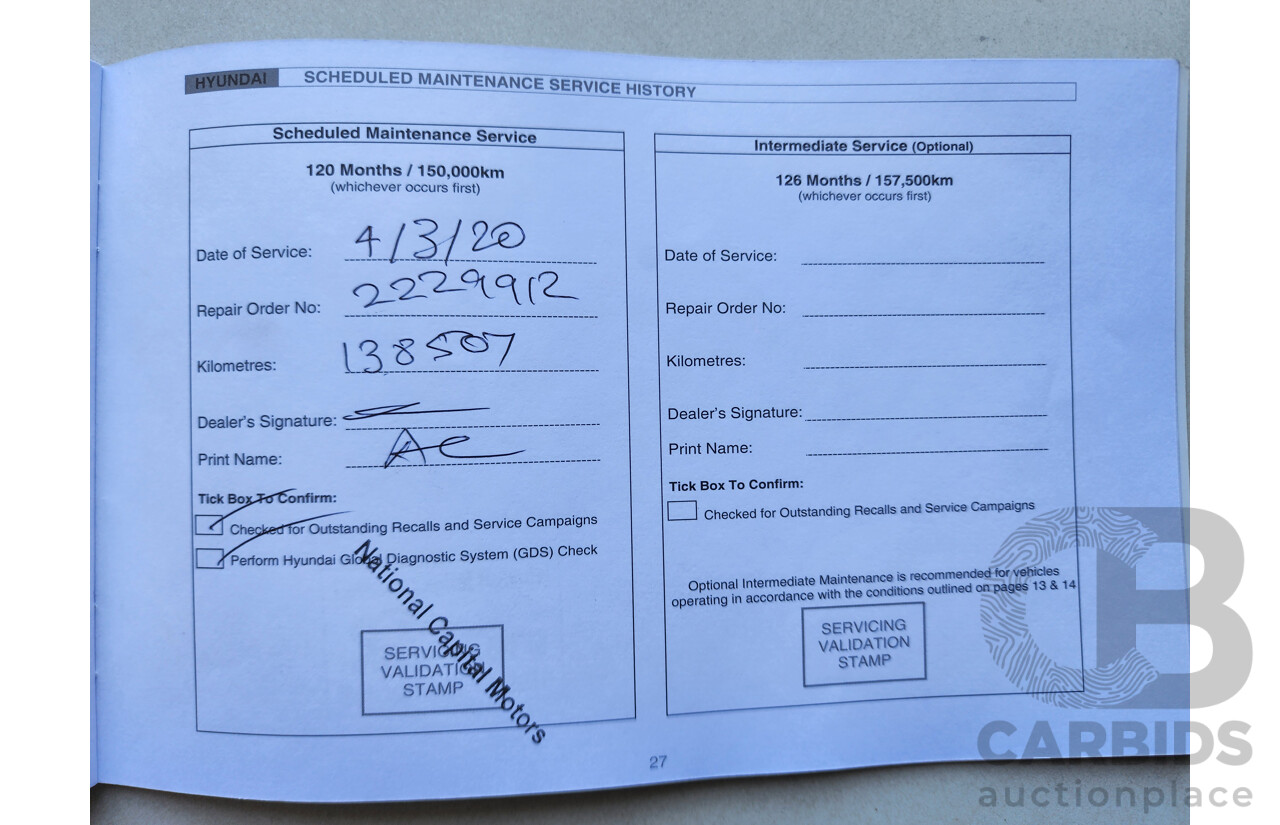 HYUNDAI SCHEDULED MAINTENANCE SERVICE HISTORY
Scheduled Maintenance Service
120 Months / 150,000km
(whichever occurs first)
Date of Service: 4/3/20
Repair Order No: 2229912
Kilometres: 138507
Dealer's Signature:
Print Name: AC
Tick Box To Confirm:
Checked for Outstanding Recalls and Service Campaigns
Perform Hyundai Global Diagnostic System (GDS) Check
National Capital Motors
SERVICING
VALIDATION
STAMP
Intermediate Service (Optional)
126 Months / 157,500km
(whichever occurs first)
Date of Service:
Repair Order No:
Kilometres:
Dealer's Signature:
Print Name:
Tick Box To Confirm:
Checked for Outstanding Recalls and Service Campaigns
Optional Intermediate Maintenance is recommended for vehicles
operating in accordance with the conditions outlined on pages 13 & 14
SERVICING
VALIDATION
STAMP
27
CB
CARBIDS
auctionplace